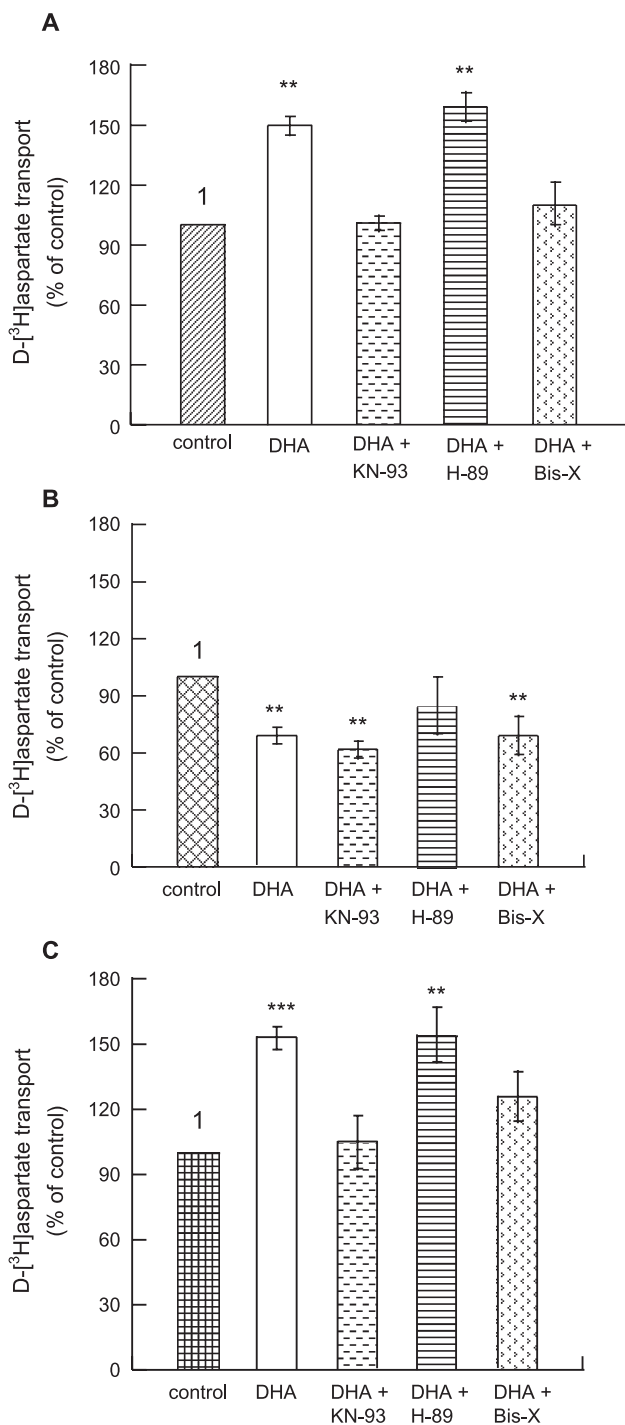 A
D-[³H]aspartate transport
(% of control)
180
150
120
90
60
30
0
1
**
**
control
DHA
DHA +
KN-93
DHA +
H-89
DHA +
Bis-X
B
D-[³H]aspartate transport
(% of control)
180
150
120
90
60
30
0
1
**
**
**
control
DHA
DHA +
KN-93
DHA +
H-89
DHA +
Bis-X
C
D-[³H]aspartate transport
(% of control)
180
150
120
90
60
30
0
1
***
**
control
DHA
DHA +
KN-93
DHA +
H-89
DHA +
Bis-X